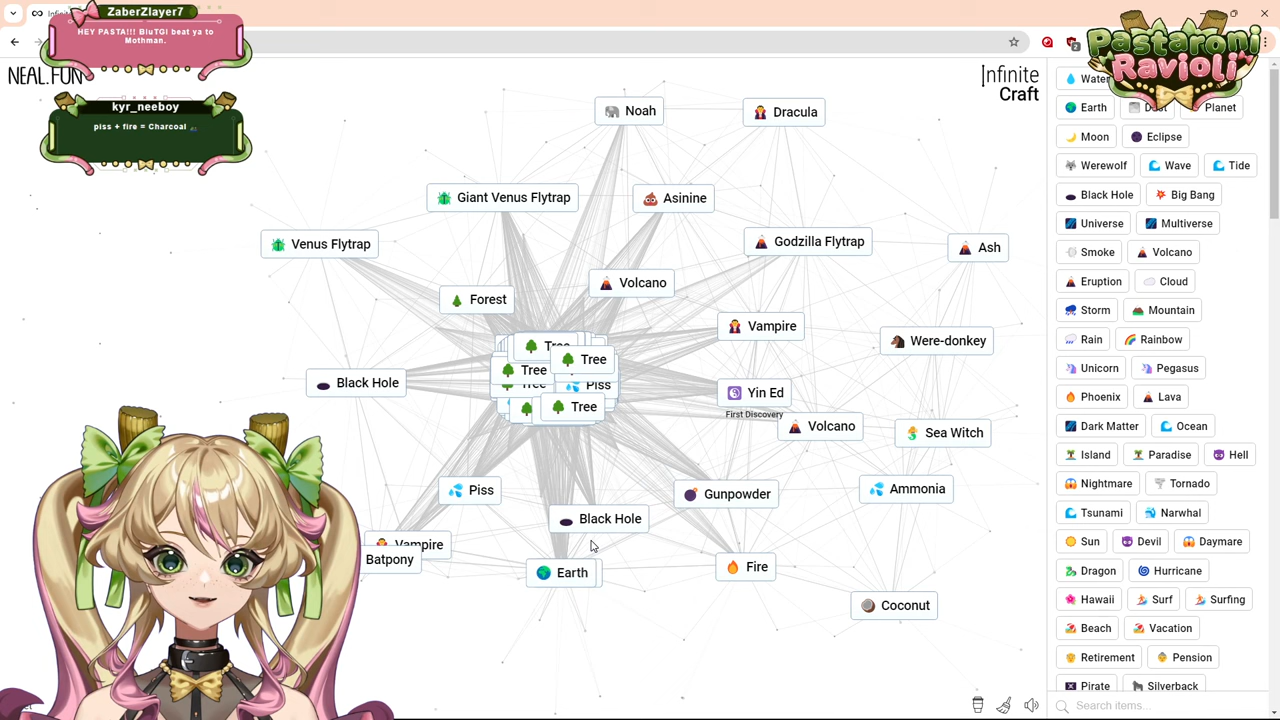 ZaberZlayer7
HEY PASTA!!! BluTGI beat ya to
Mothman.
kyr_neeboy
piss + fire = Charcoal
NEAL.FUN
Pastaroni
Ravioli
Infinite
Craft
Noah
Dracula
Giant Venus Flytrap
Asinine
Venus Flytrap
Godzilla Flytrap
Ash
Volcano
Forest
Vampire
Were-donkey
Tree
Tree
Tree
Tree
Piss
Tree
Black Hole
Yin Ed
First Discovery
Volcano
Sea Witch
Piss
Gunpowder
Ammonia
Black Hole
Vampire
Batpony
Earth
Fire
Coconut
Water
Earth
Dust
Planet
Moon
Eclipse
Werewolf
Wave
Tide
Black Hole
Big Bang
Universe
Multiverse
Smoke
Volcano
Eruption
Cloud
Storm
Mountain
Rain
Rainbow
Unicorn
Pegasus
Phoenix
Lava
Dark Matter
Ocean
Island
Paradise
Hell
Nightmare
Tornado
Tsunami
Narwhal
Sun
Devil
Daymare
Dragon
Hurricane
Hawaii
Surf
Surfing
Beach
Vacation
Retirement
Pension
Pirate
Silverback
Search items...